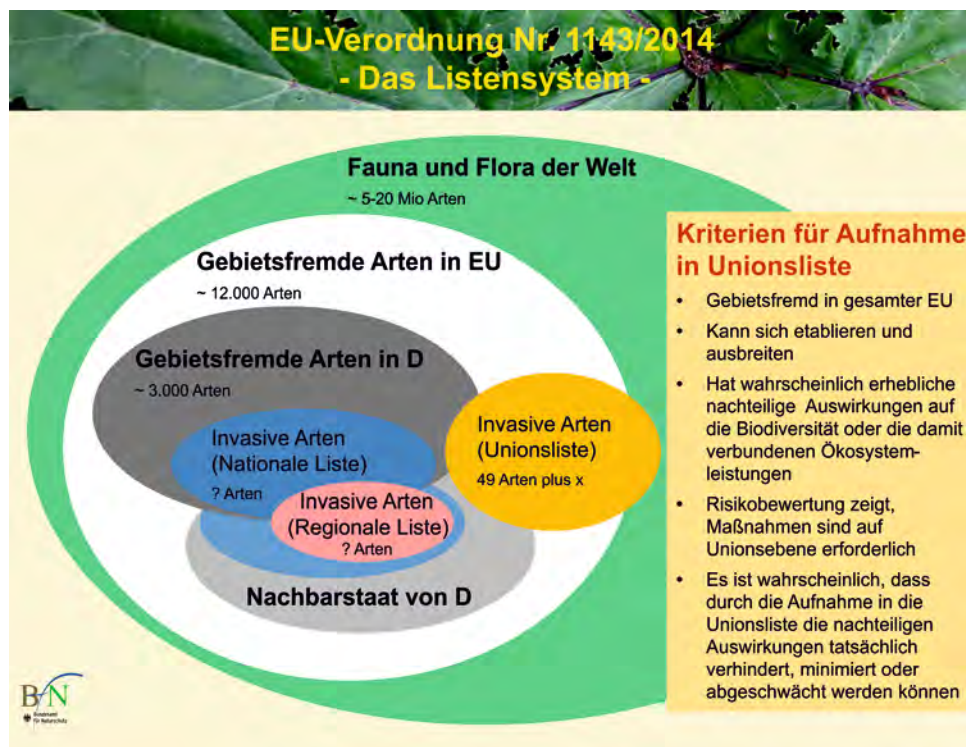 EU-Verordnung Nr. 1143/2014
- Das Listensystem -
Fauna und Flora der Welt
~ 5-20 Mio Arten
Gebietsfremde Arten in EU
~ 12.000 Arten
Gebietsfremde Arten in D
~ 3.000 Arten
Invasive Arten
(Nationale Liste)
? Arten
Invasive Arten
(Regionale Liste)
? Arten
Nachbarstaat von D
Invasive Arten
(Unionsliste)
49 Arten plus x
Kriterien für Aufnahme
in Unionsliste
• Gebietsfremd in gesamter EU
• Kann sich etablieren und
ausbreiten
• Hat wahrscheinlich erhebliche
nachteilige Auswirkungen auf
die Biodiversität oder die damit
verbundenen Ökosystem-
leistungen
• Risikobewertung zeigt,
Maßnahmen sind auf
Unionsebene erforderlich
• Es ist wahrscheinlich, dass
durch die Aufnahme in die
Unionsliste die nachteiligen
Auswirkungen tatsächlich
verhindert, minimiert oder
abgeschwächt werden können
BfN
Bundesamt
für Naturschutz